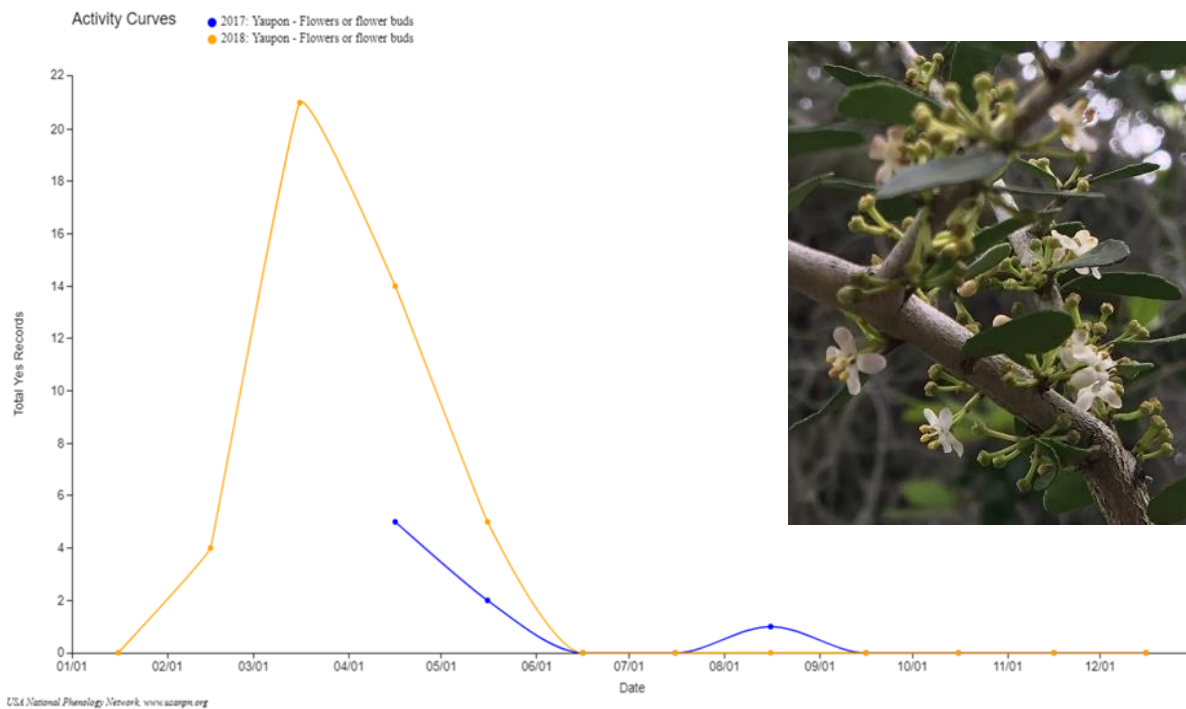 Activity Curves
2017: Yaupon - Flowers or flower buds
2018: Yaupon - Flowers or flower buds
22
20
18
16
14
12
10
8
6
4
2
0
Total Yes Records
01/01 02/01 03/01 04/01 05/01 06/01 07/01 08/01 09/01 10/01 11/01 12/01
Date
USA National Phenology Network, www.usanpn.org